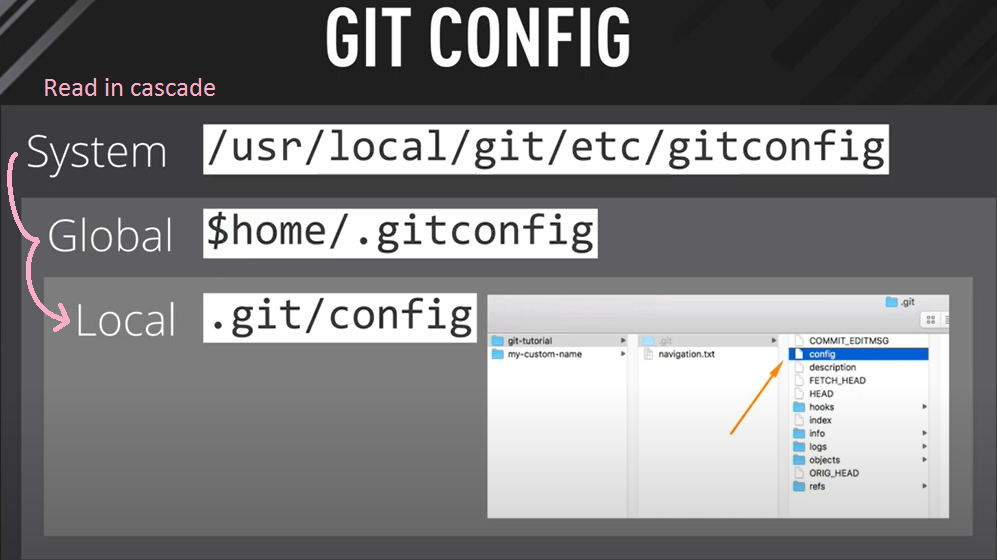 GIT CONFIG
Read in cascade
System /usr/local/git/etc/gitconfig
Global $home/.gitconfig
Local .git/config
.git
git-tutorial
my-custom-name
.git
navigation.txt
COMMIT_EDITMSG
config
description
FETCH_HEAD
HEAD
hooks
index
info
logs
objects
ORIG_HEAD
refs